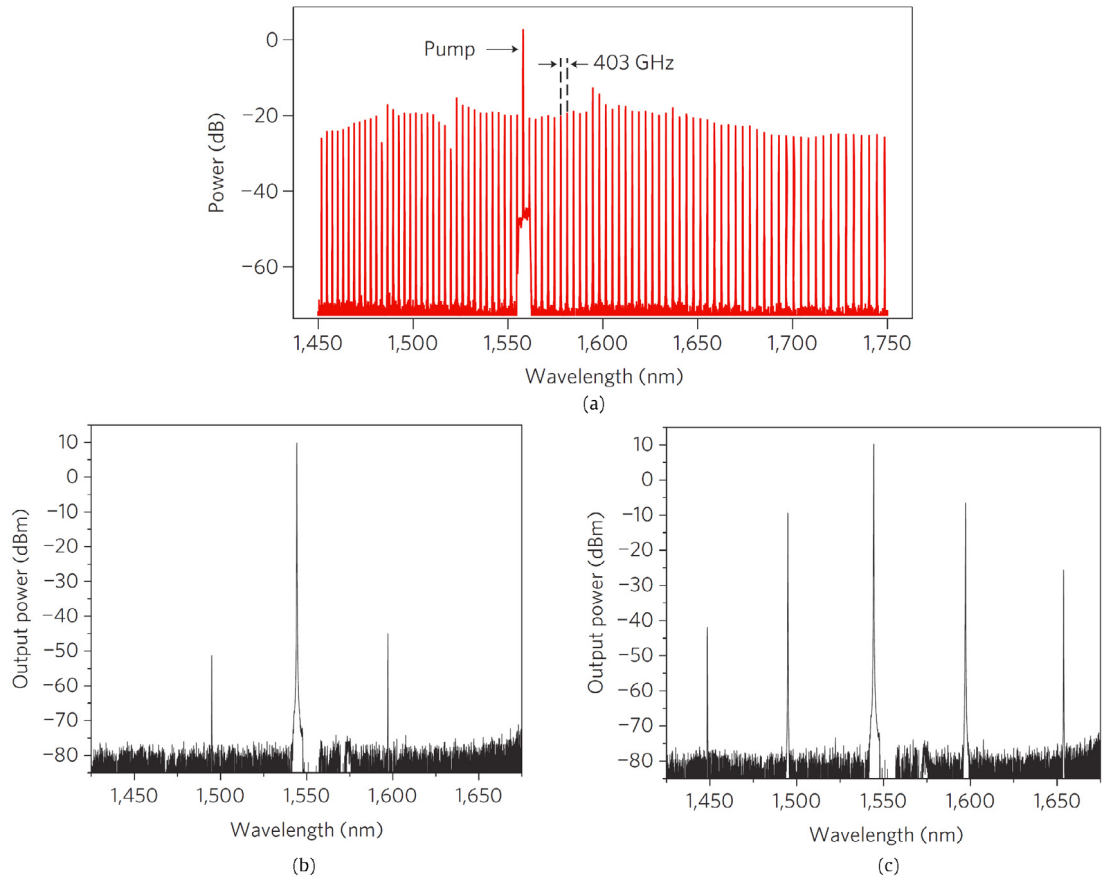 0
Pump
403 GHz
−20
−40
−60
Power (dB)
1,450 1,500 1,550 1,600 1,650 1,700 1,750
Wavelength (nm)
(a)
10
0
−10
−20
−30
−40
−50
−60
−70
−80
Output power (dBm)
1,450 1,500 1,550 1,600 1,650
Wavelength (nm)
(b)
10
0
−10
−20
−30
−40
−50
−60
−70
−80
Output power (dBm)
1,450 1,500 1,550 1,600 1,650
Wavelength (nm)
(c)